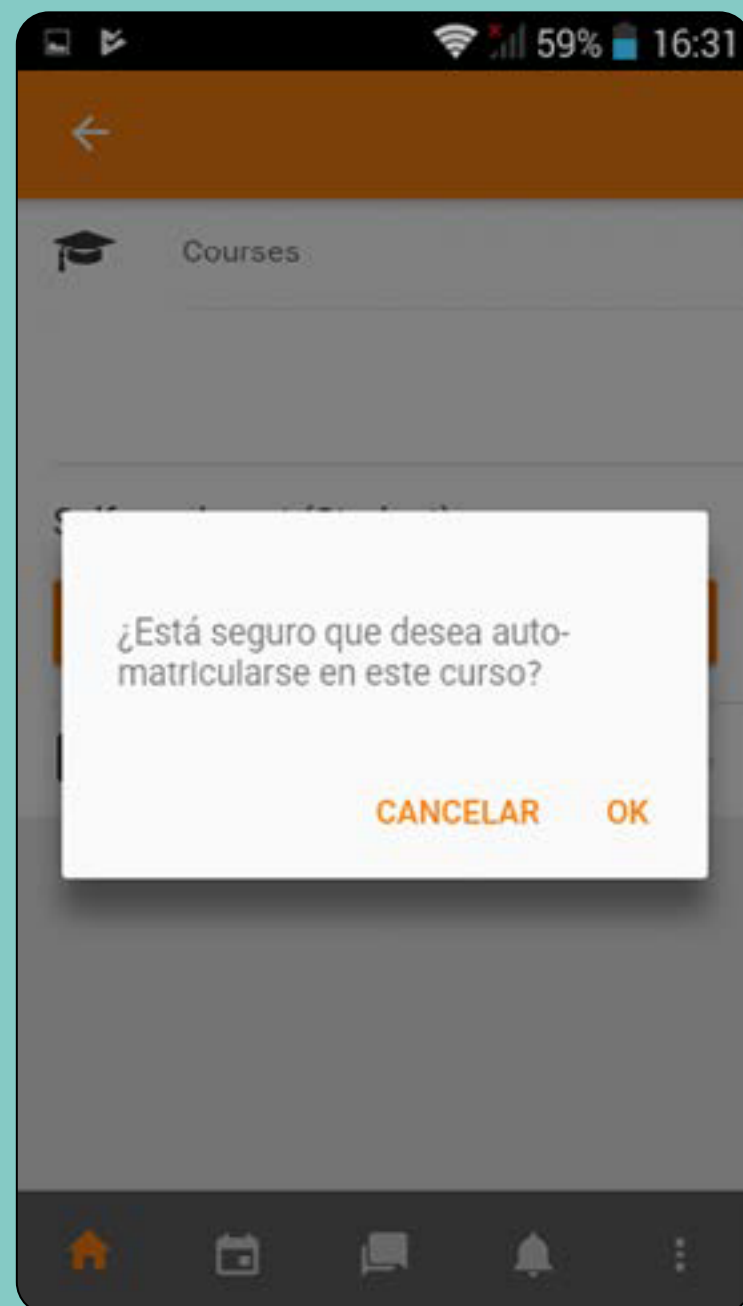 59% 16:31
Courses
¿Está seguro que desea auto-
matricularse en este curso?
CANCELAR OK